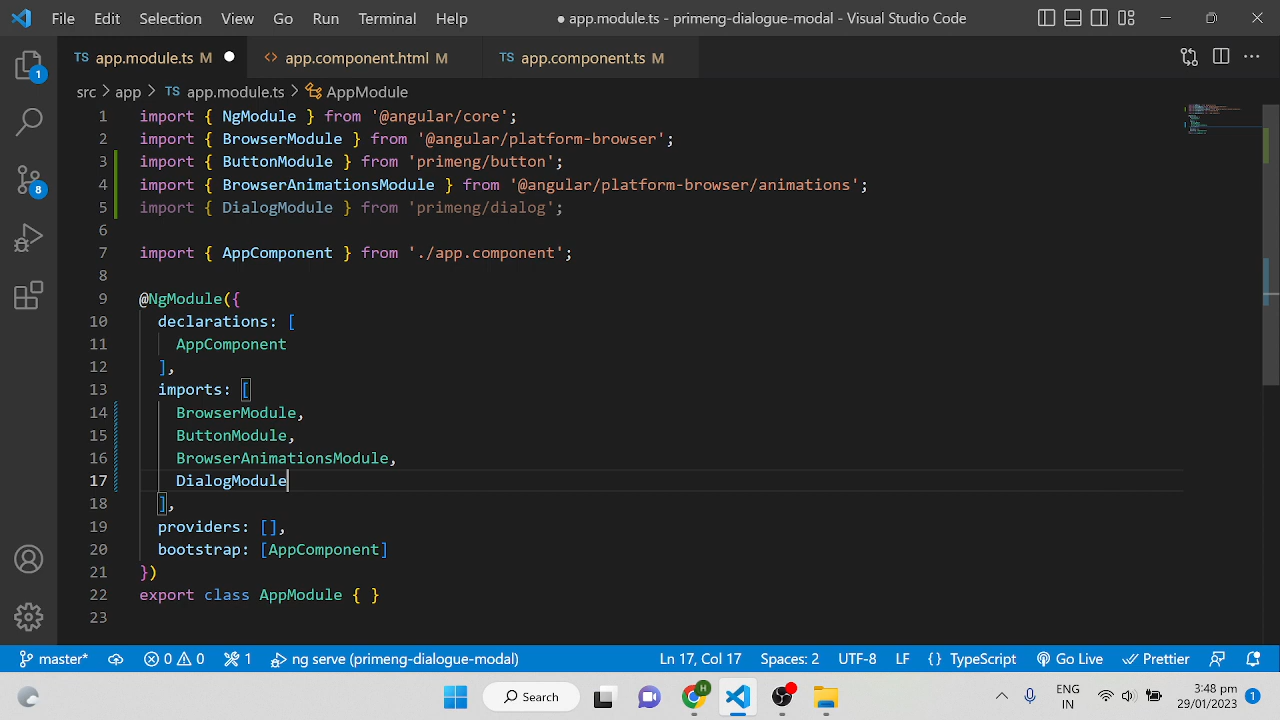 File Edit Selection View Go Run Terminal Help
● app.module.ts - primeng-dialogue-modal - Visual Studio Code
TS app.module.ts M
<> app.component.html M
TS app.component.ts M
1
src > app > TS app.module.ts > AppModule
1 import { NgModule } from '@angular/core';
2 import { BrowserModule } from '@angular/platform-browser';
3 import { ButtonModule } from 'primeng/button';
4 import { BrowserAnimationsModule } from '@angular/platform-browser/animations';
5 import { DialogModule } from 'primeng/dialog';
6
7 import { AppComponent } from './app.component';
8
9 @NgModule({
10 declarations: [
11 AppComponent
12 ],
13 imports: [
14 BrowserModule,
15 ButtonModule,
16 BrowserAnimationsModule,
17 DialogModule
18 ],
19 providers: [],
20 bootstrap: [AppComponent]
21 })
22 export class AppModule { }
23
8
master* 0 0 1 ng serve (primeng-dialogue-modal)
Ln 17, Col 17 Spaces: 2 UTF-8 LF {} TypeScript Go Live Prettier
Search
H
ENG
IN
3:48 pm
29/01/2023
1